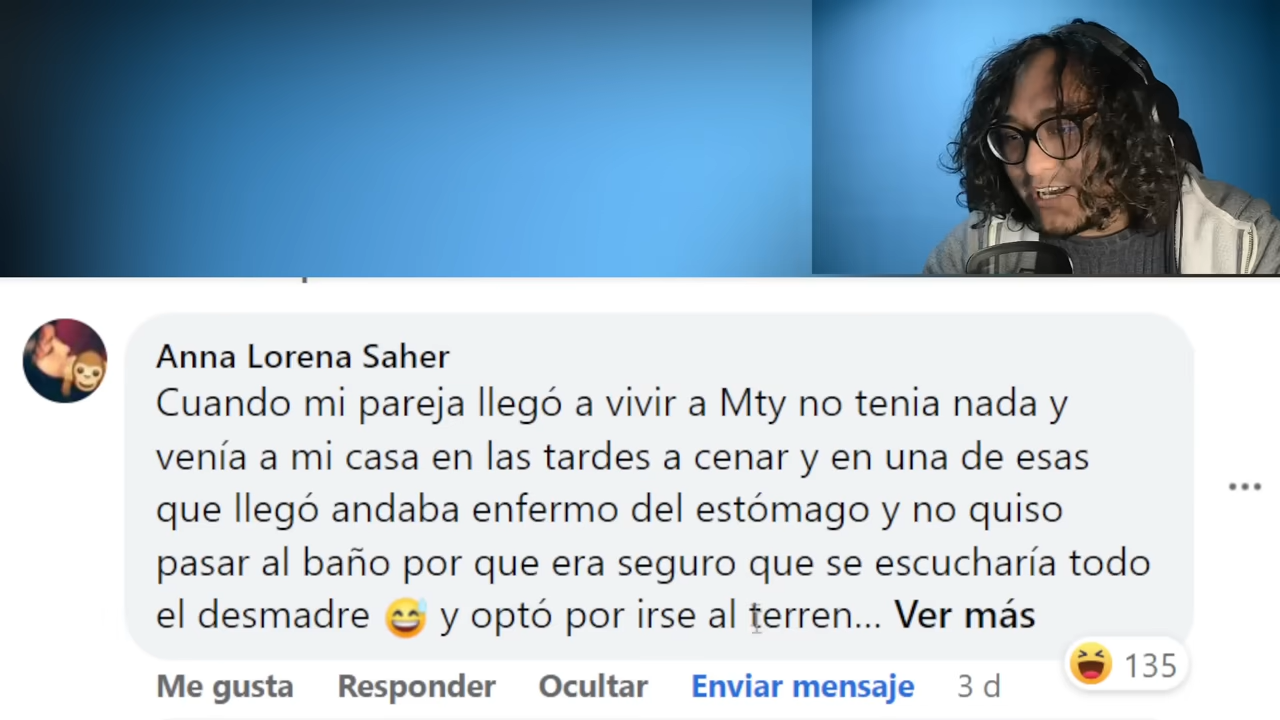 Anna Lorena Saher
Cuando mi pareja llegó a vivir a Mty no tenia nada y
venía a mi casa en las tardes a cenar y en una de esas
que llegó andaba enfermo del estómago y no quiso
pasar al baño por que era seguro que se escucharía todo
el desmadre 😅 y optó por irse al terren... Ver más
135
Me gusta Responder Ocultar Enviar mensaje 3 d